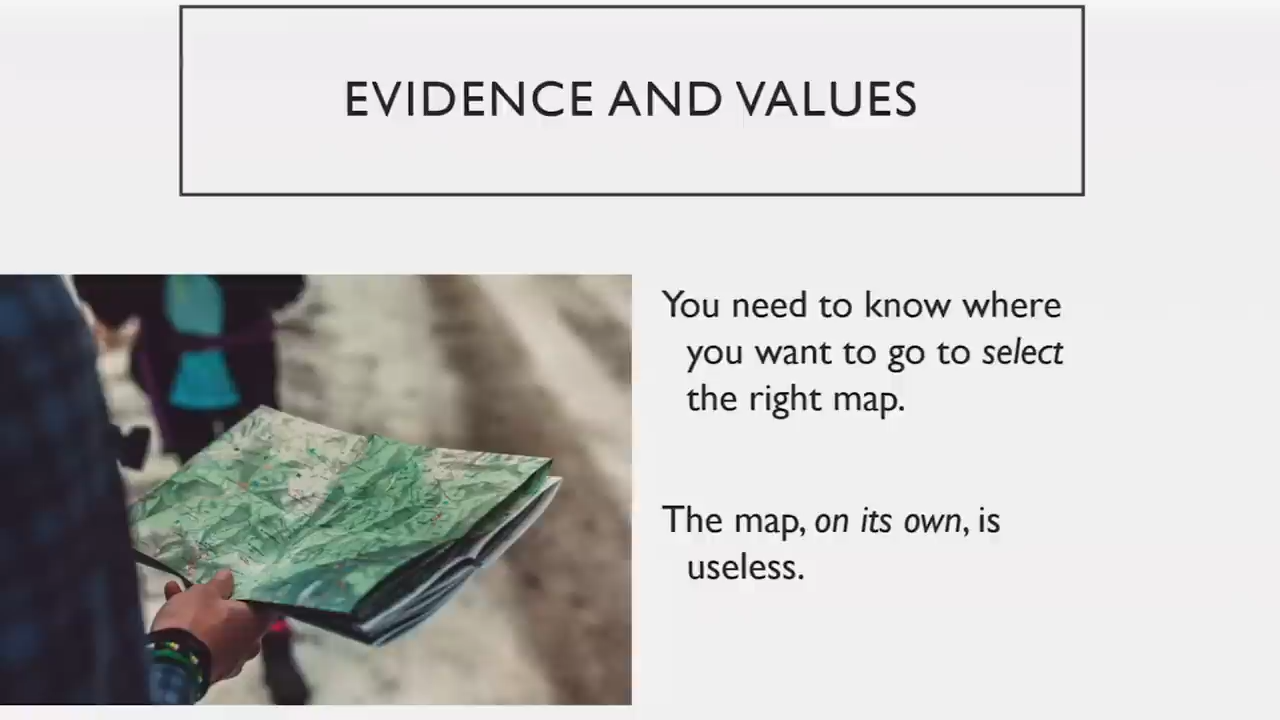 EVIDENCE AND VALUES
You need to know where
you want to go to select
the right map.
The map, on its own, is
useless.